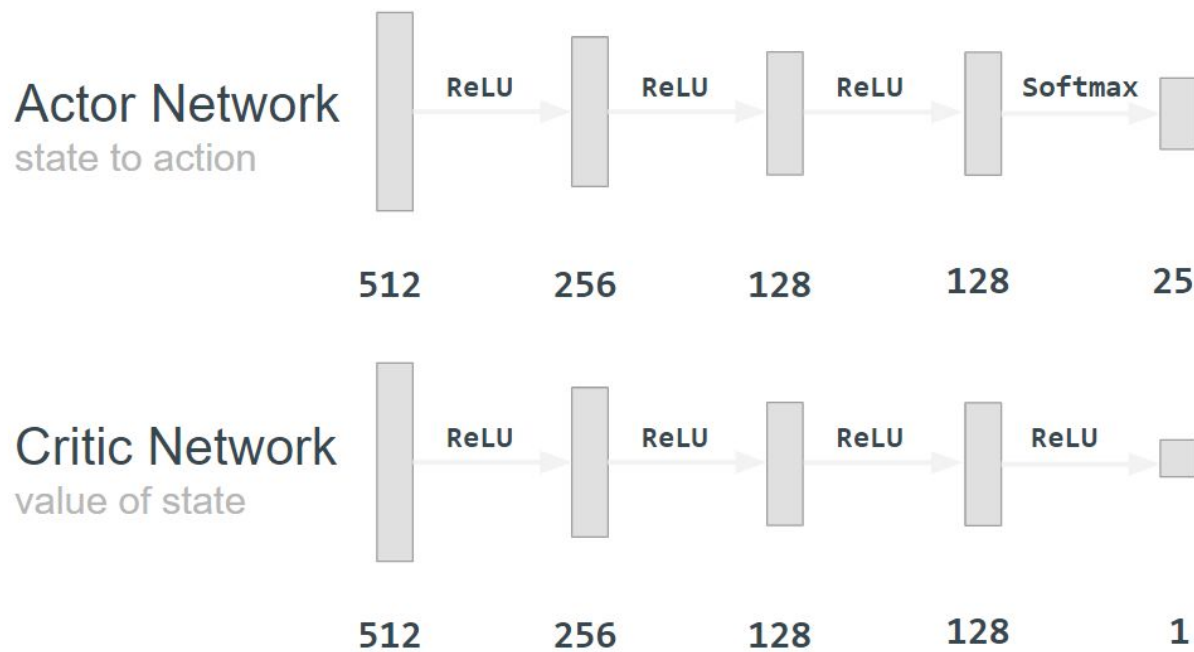 ReLU ReLU ReLU Softmax
Actor Network
state to action
512 256 128 128 25
ReLU ReLU ReLU ReLU
Critic Network
value of state
512 256 128 128 1